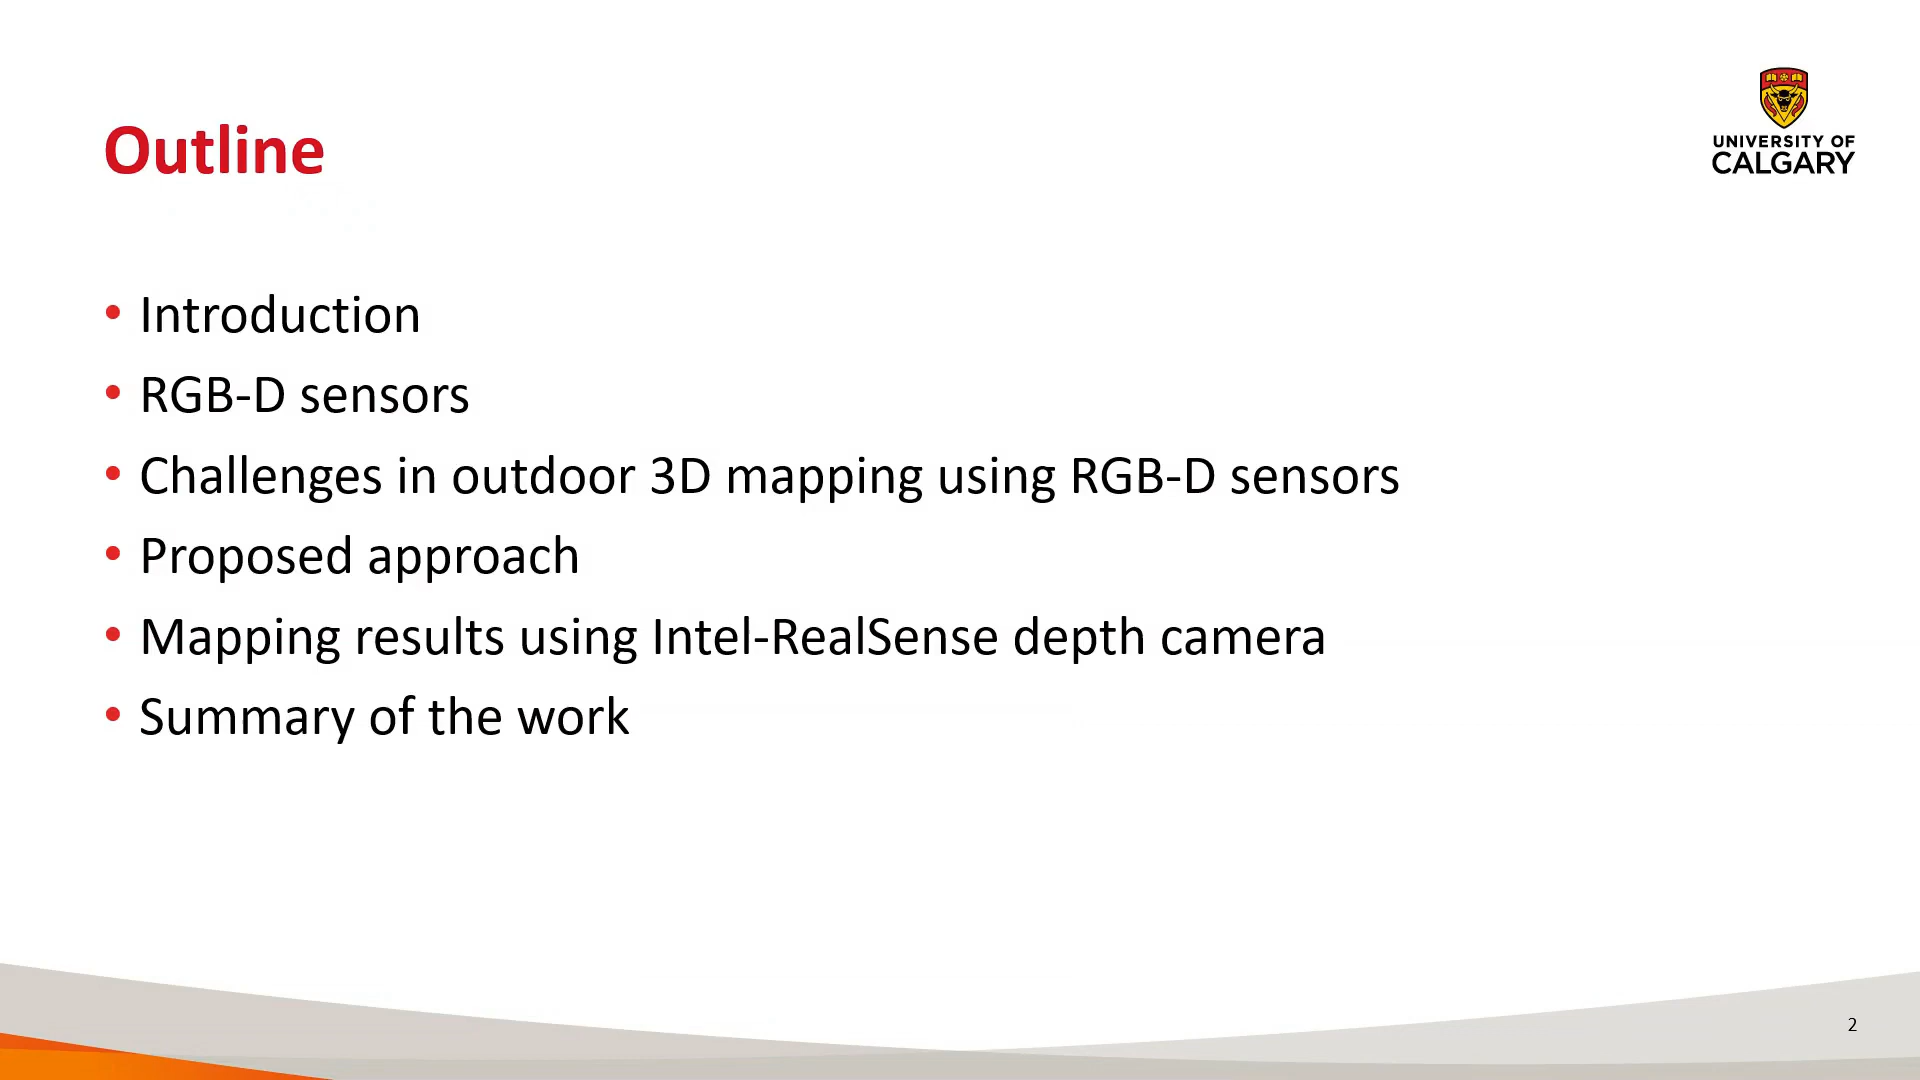 Outline
UNIVERSITY OF
CALGARY
• Introduction
• RGB-D sensors
• Challenges in outdoor 3D mapping using RGB-D sensors
• Proposed approach
• Mapping results using Intel-RealSense depth camera
• Summary of the work
2